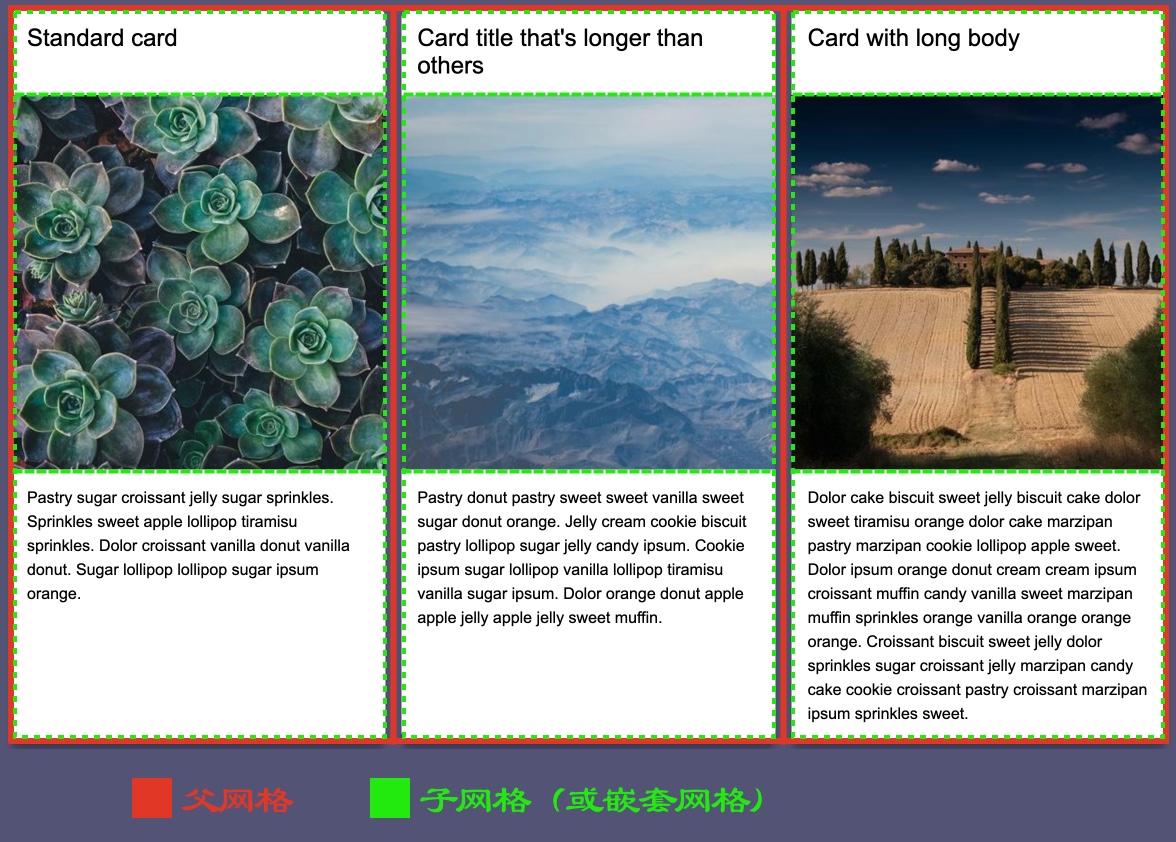 Standard card
Card title that's longer than
others
Card with long body
Pastry sugar croissant jelly sugar sprinkles.
Sprinkles sweet apple lollipop tiramisu
sprinkles. Dolor croissant vanilla donut vanilla
donut. Sugar lollipop lollipop sugar ipsum
orange.
Pastry donut pastry sweet sweet vanilla sweet
sugar donut orange. Jelly cream cookie biscuit
pastry lollipop sugar jelly candy ipsum. Cookie
ipsum sugar lollipop vanilla lollipop tiramisu
vanilla sugar ipsum. Dolor orange donut apple
apple jelly apple jelly sweet muffin.
Dolor cake biscuit sweet jelly biscuit cake dolor
sweet tiramisu orange dolor cake marzipan
pastry marzipan cookie lollipop apple sweet.
Dolor ipsum orange donut cream cream ipsum
croissant muffin candy vanilla sweet marzipan
muffin sprinkles orange vanilla orange orange
orange. Croissant biscuit sweet jelly dolor
sprinkles sugar croissant jelly marzipan candy
cake cookie croissant pastry croissant marzipan
ipsum sprinkles sweet.
父网格
子网格（或嵌套网格）